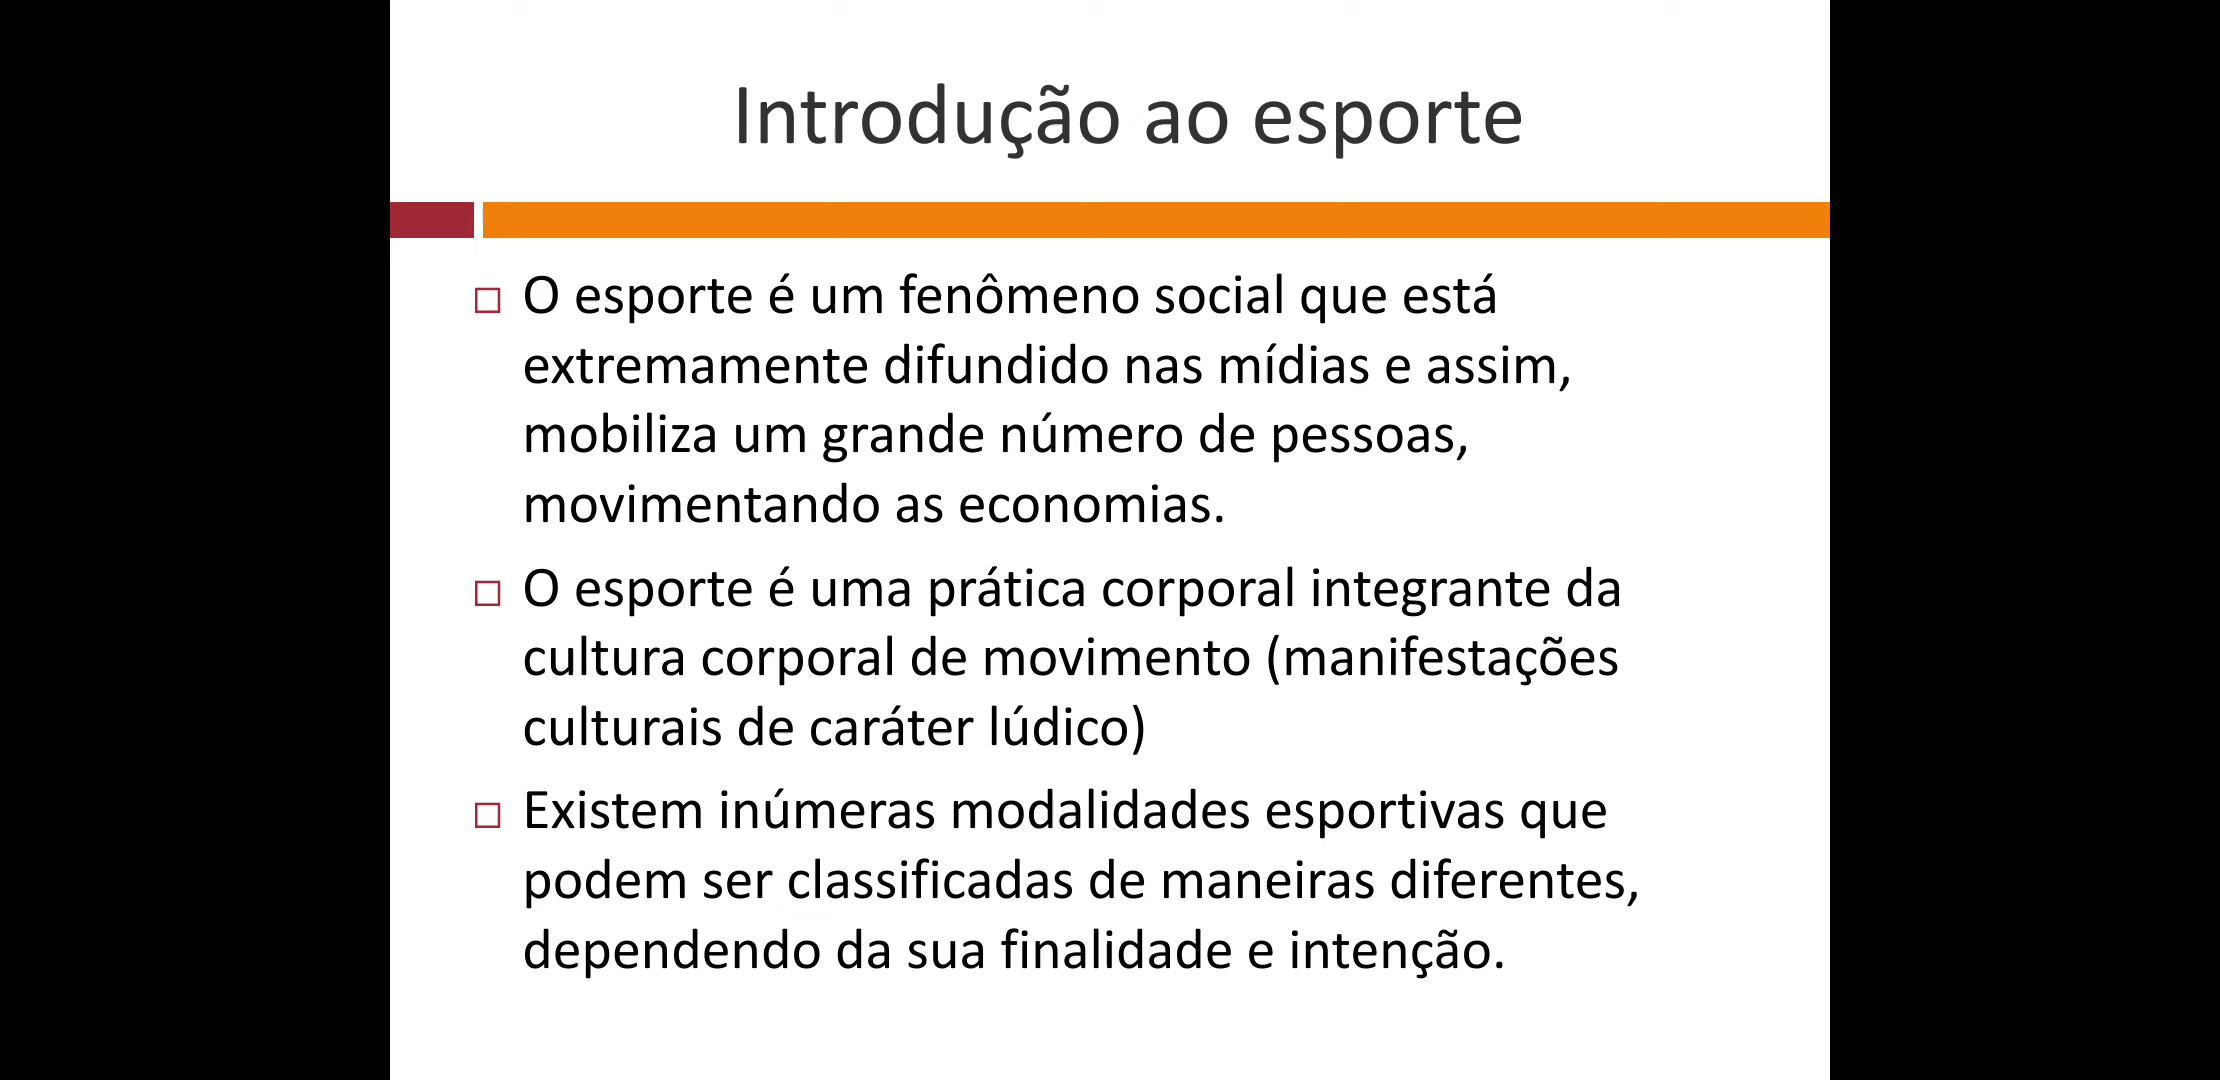 Introdução ao esporte
O esporte é um fenômeno social que está
extremamente difundido nas mídias e assim,
mobiliza um grande número de pessoas,
movimentando as economias.
O esporte é uma prática corporal integrante da
cultura corporal de movimento (manifestações
culturais de caráter lúdico)
Existem inúmeras modalidades esportivas que
podem ser classificadas de maneiras diferentes,
dependendo da sua finalidade e intenção.